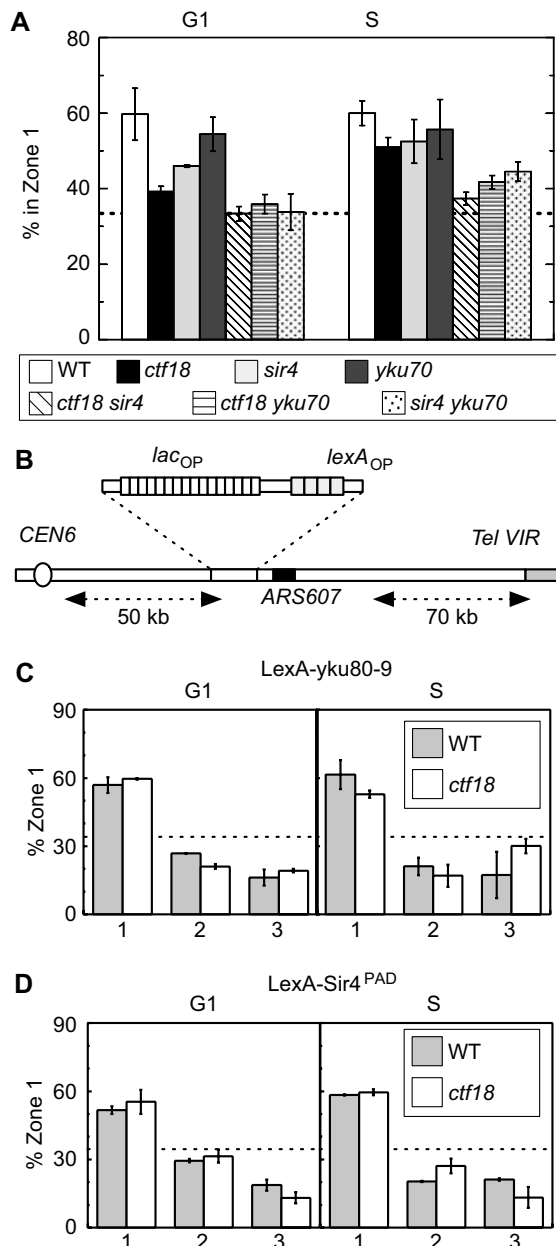 A
G1 S
80
60
40
20
0
% in Zone 1
WT ctf18 sir4 yku70
ctf18 sir4 ctf18 yku70 sir4 yku70
B
lacOP lexAOP
CEN6 Tel VIR
ARS607
50 kb 70 kb
C LexA-yku80-9
G1 S
90
60
30
0
% Zone 1
WT
ctf18
1 2 3 1 2 3
D LexA-Sir4PAD
G1 S
90
60
30
0
% Zone 1
WT
ctf18
1 2 3 1 2 3